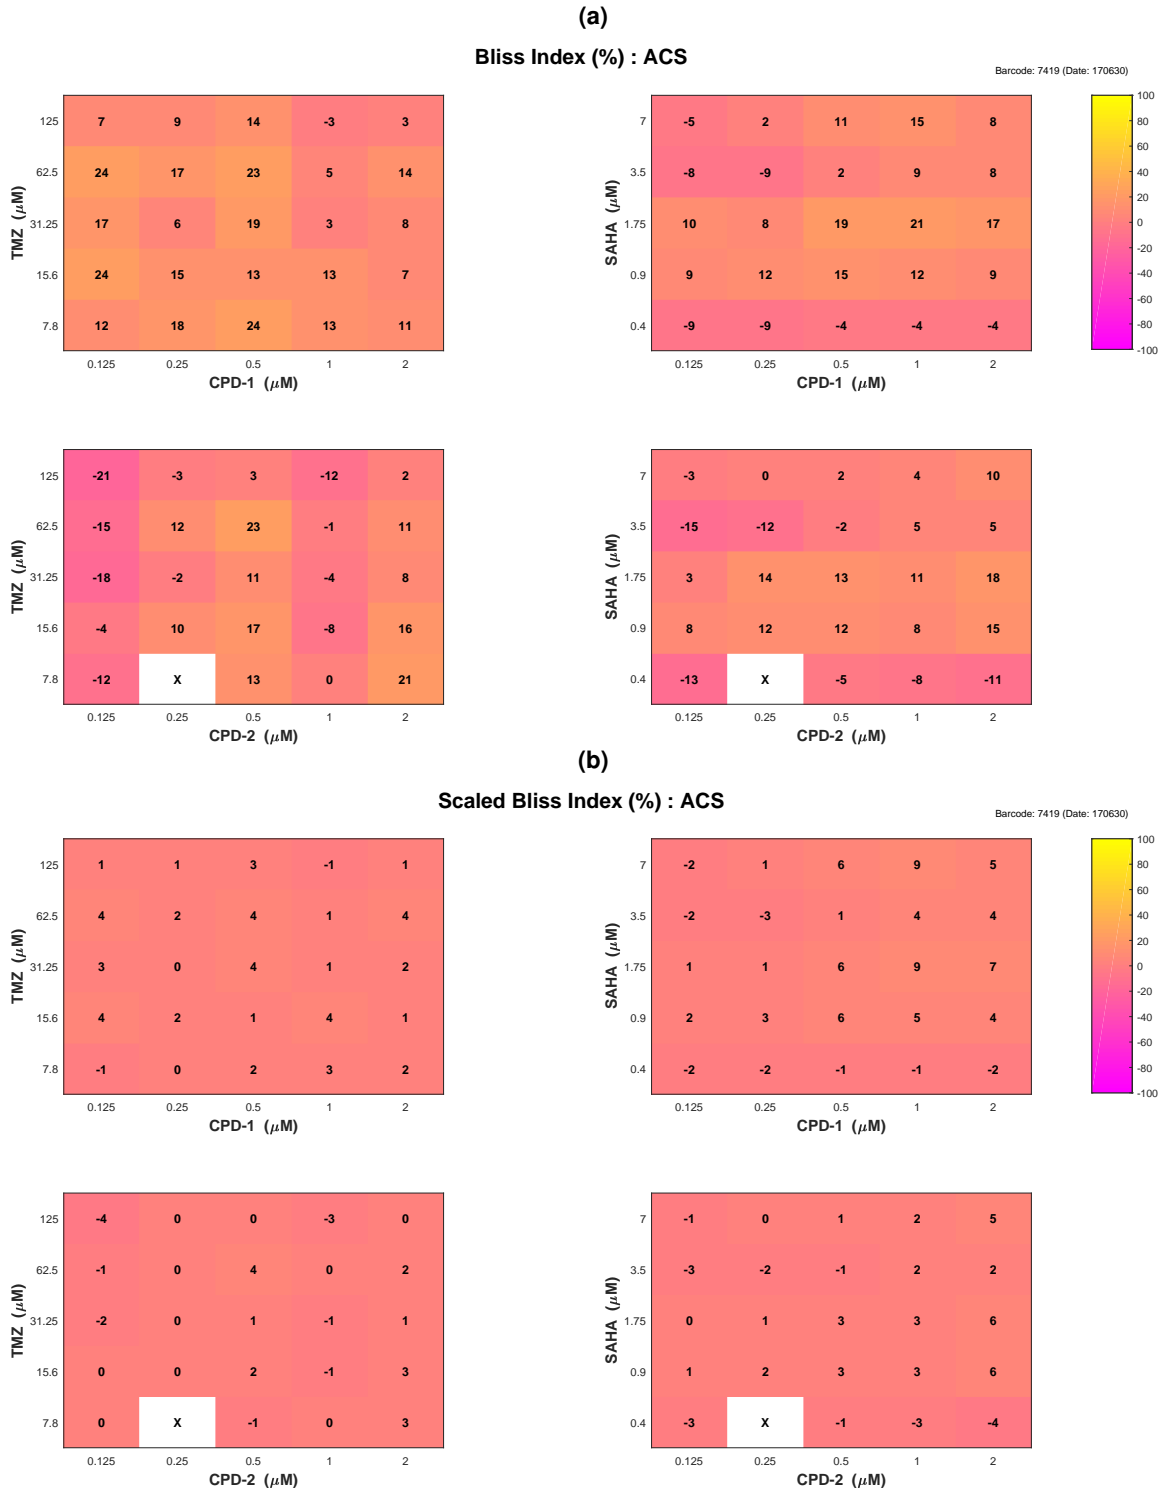 (a)
Bliss Index (%) : ACS
Barcode: 7419 (Date: 170630)
TMZ (μM)
125 7 9 14 -3 3
62.5 24 17 23 5 14
31.25 17 6 19 3 8
15.6 24 15 13 13 7
7.8 12 18 24 13 11
0.125 0.25 0.5 1 2
CPD-1 (μM)
SAHA (μM)
7 -5 2 11 15 8
3.5 -8 -9 2 9 8
1.75 10 8 19 21 17
0.9 9 12 15 12 9
0.4 -9 -9 -4 -4 -4
0.125 0.25 0.5 1 2
CPD-1 (μM)
100
80
60
40
20
0
-20
-40
-60
-80
-100
TMZ (μM)
125 -21 -3 3 -12 2
62.5 -15 12 23 -1 11
31.25 -18 -2 11 -4 8
15.6 -4 10 17 -8 16
7.8 -12 X 13 0 21
0.125 0.25 0.5 1 2
CPD-2 (μM)
SAHA (μM)
7 -3 0 2 4 10
3.5 -15 -12 -2 5 5
1.75 3 14 13 11 18
0.9 8 12 12 8 15
0.4 -13 X -5 -8 -11
0.125 0.25 0.5 1 2
CPD-2 (μM)
(b)
Scaled Bliss Index (%) : ACS
Barcode: 7419 (Date: 170630)
TMZ (μM)
125 1 1 3 -1 1
62.5 4 2 4 1 4
31.25 3 0 4 1 2
15.6 4 2 1 4 1
7.8 -1 0 2 3 2
0.125 0.25 0.5 1 2
CPD-1 (μM)
SAHA (μM)
7 -2 1 6 9 5
3.5 -2 -3 1 4 4
1.75 1 1 6 9 7
0.9 2 3 6 5 4
0.4 -2 -2 -1 -1 -2
0.125 0.25 0.5 1 2
CPD-1 (μM)
100
80
60
40
20
0
-20
-40
-60
-80
-100
TMZ (μM)
125 -4 0 0 -3 0
62.5 -1 0 4 0 2
31.25 -2 0 1 -1 1
15.6 0 0 2 -1 3
7.8 0 X -1 0 3
0.125 0.25 0.5 1 2
CPD-2 (μM)
SAHA (μM)
7 -1 0 1 2 5
3.5 -3 -2 -1 2 2
1.75 0 1 3 3 6
0.9 1 2 3 3 6
0.4 -3 X -1 -3 -4
0.125 0.25 0.5 1 2
CPD-2 (μM)